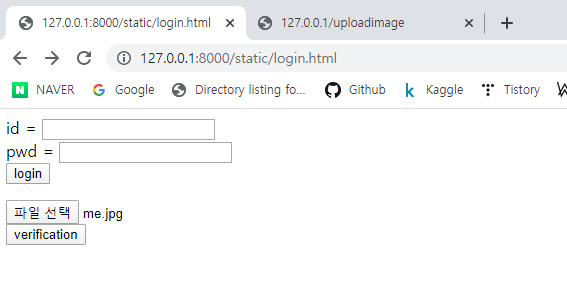 127.0.0.1:8000/static/login.html
127.0.0.1/uploadimage
127.0.0.1:8000/static/login.html
NAVER Google Directory listing fo... Github Kaggle Tistory
id =
pwd =
login
파일 선택 me.jpg
verification